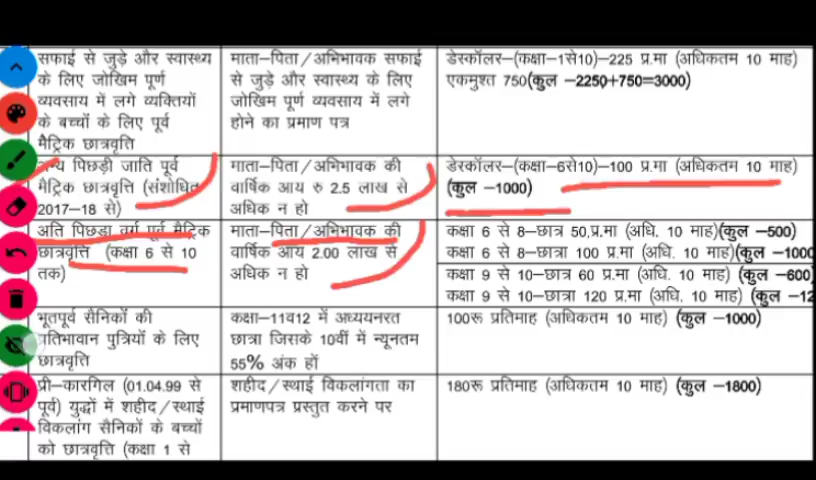 सफाई से जुड़े और स्वास्थ्य
के लिए जोखिम पूर्ण
व्यवसाय में लगे व्यक्तियों
के बच्चों के लिए पूर्व
मैट्रिक छात्रवृत्ति
माता–पिता/अभिभावक सफाई
से जुड़े और स्वास्थ्य के लिए
जोखिम पूर्ण व्यवसाय में लगे
होने का प्रमाण पत्र
डेस्कॉलर–(कक्षा–1से10)–225 प्र.मा (अधिकतम 10 माह)
एकमुश्त 750(कुल –2250+750=3000)
पिछड़ी जाति पूर्व
मैट्रिक छात्रवृत्ति (संशोधित
2017–18 से)
माता–पिता/अभिभावक की
वार्षिक आय रु 2.5 लाख से
अधिक न हो
डेस्कॉलर–(कक्षा–6से10)–100 प्र.मा (अधिकतम 10 माह)
(कुल –1000)
अति पिछड़ा वर्ग पूर्व मैट्रिक
छात्रवृत्ति (कक्षा 6 से 10
तक)
माता–पिता/अभिभावक की
वार्षिक आय 2.00 लाख से
अधिक न हो
कक्षा 6 से 8–छात्र 50,प्र.मा (अधि. 10 माह)(कुल –500)
कक्षा 6 से 8–छात्रा 100 प्र.मा (अधि. 10 माह) (कुल –1000
कक्षा 9 से 10–छात्र 60 प्र.मा (अधि. 10 माह) (कुल –600)
कक्षा 9 से 10–छात्रा 120 प्र.मा (अधि. 10 माह) (कुल –12
भूतपूर्व सैनिकों की
प्रतिभावान पुत्रियों के लिए
छात्रवृत्ति
कक्षा–11व12 में अध्ययनरत
छात्रा जिसके 10वीं में न्यूनतम
55% अंक हों
100रू प्रतिमाह (अधिकतम 10 माह) (कुल –1000)
प्री–कारगिल (01.04.99 से
पूर्व) युद्धों में शहीद/स्थाई
विकलांग सैनिकों के बच्चों
को छात्रवृत्ति (कक्षा 1 से
शहीद/स्थाई विकलांगता का
प्रमाणपत्र प्रस्तुत करने पर
180रू प्रतिमाह (अधिकतम 10 माह) (कुल –1800)